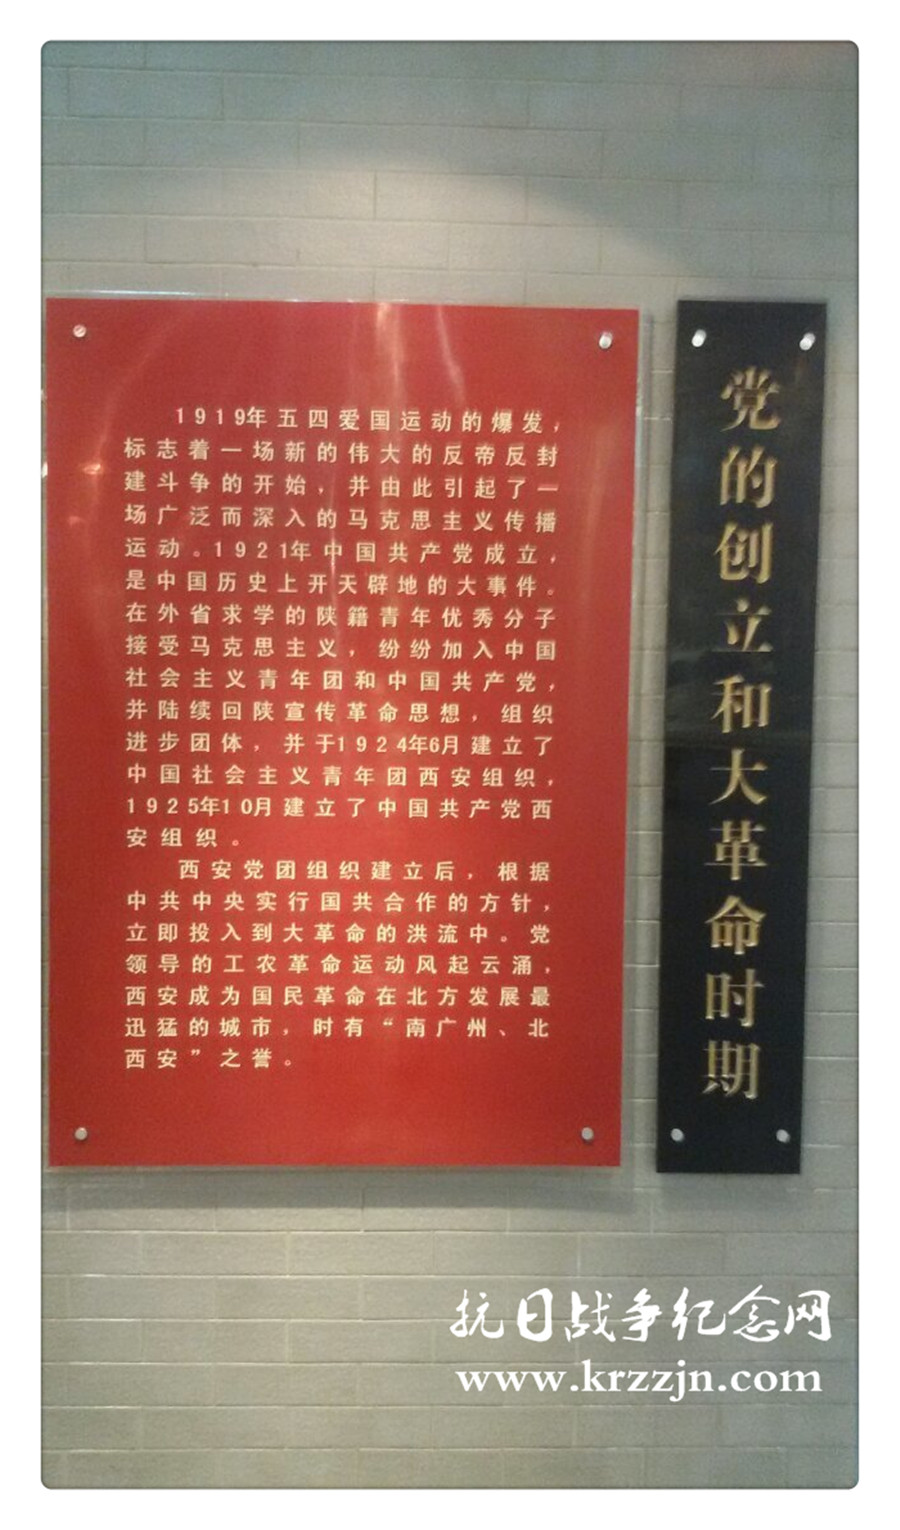 1919年五四爱国运动的爆发，
标志着一场新的伟大的反帝反封
建斗争的开始，并由此引起了一
场广泛而深入的马克思主义传播
运动。1921年中国共产党成立，
是中国历史上开天辟地的大事件。
在外省求学的陕籍青年优秀分子
接受马克思主义，纷纷加入中国
社会主义青年团和中国共产党，
并陆续回陕宣传革命思想，组织
进步团体，并于1924年6月建立了
中国社会主义青年团西安组织，
1925年10月建立了中国共产党西
安组织。
西安党团组织建立后，根据
中共中央实行国共合作的方针，
立即投入到大革命的洪流中。党
领导的工农革命运动风起云涌，
西安成为国民革命在北方发展最
迅猛的城市，时有“南广州、北
西安”之誉。
党的创立和大革命时期
抗日战争纪念网
www.krzzjn.com